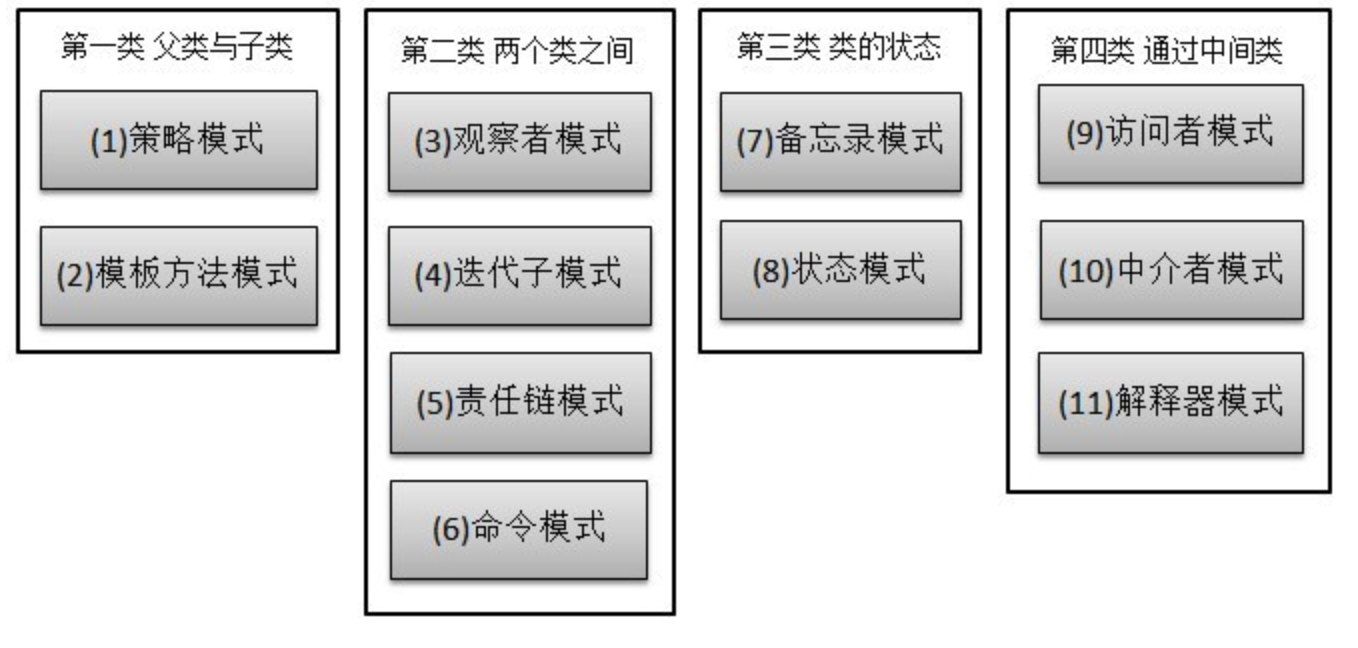 第一类 父类与子类
(1)策略模式
(2)模板方法模式
第二类 两个类之间
(3)观察者模式
(4)迭代子模式
(5)责任链模式
(6)命令模式
第三类 类的状态
(7)备忘录模式
(8)状态模式
第四类 通过中间类
(9)访问者模式
(10)中介者模式
(11)解释器模式